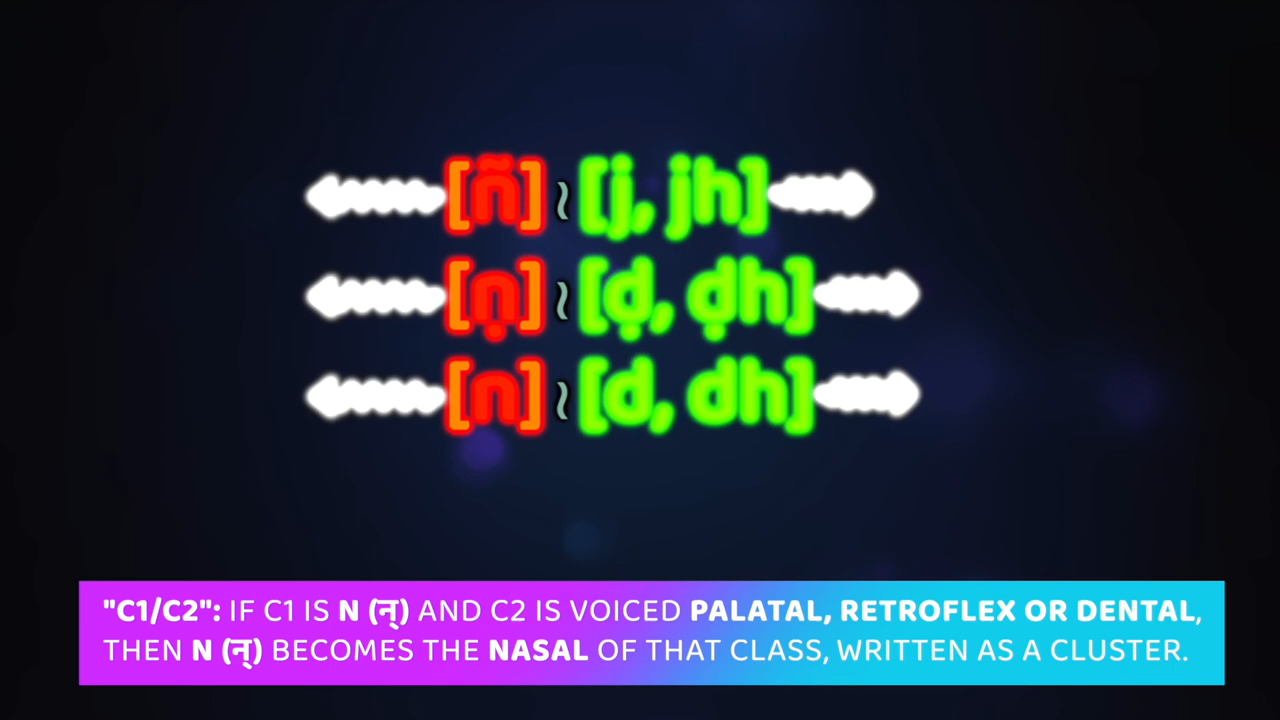 [ñ] ~ [j, jh]
[ṇ] ~ [ḍ, ḍh]
[n] ~ [d, dh]
"C1/C2": IF C1 IS N (न्) AND C2 IS VOICED PALATAL, RETROFLEX OR DENTAL,
THEN N (न्) BECOMES THE NASAL OF THAT CLASS, WRITTEN AS A CLUSTER.